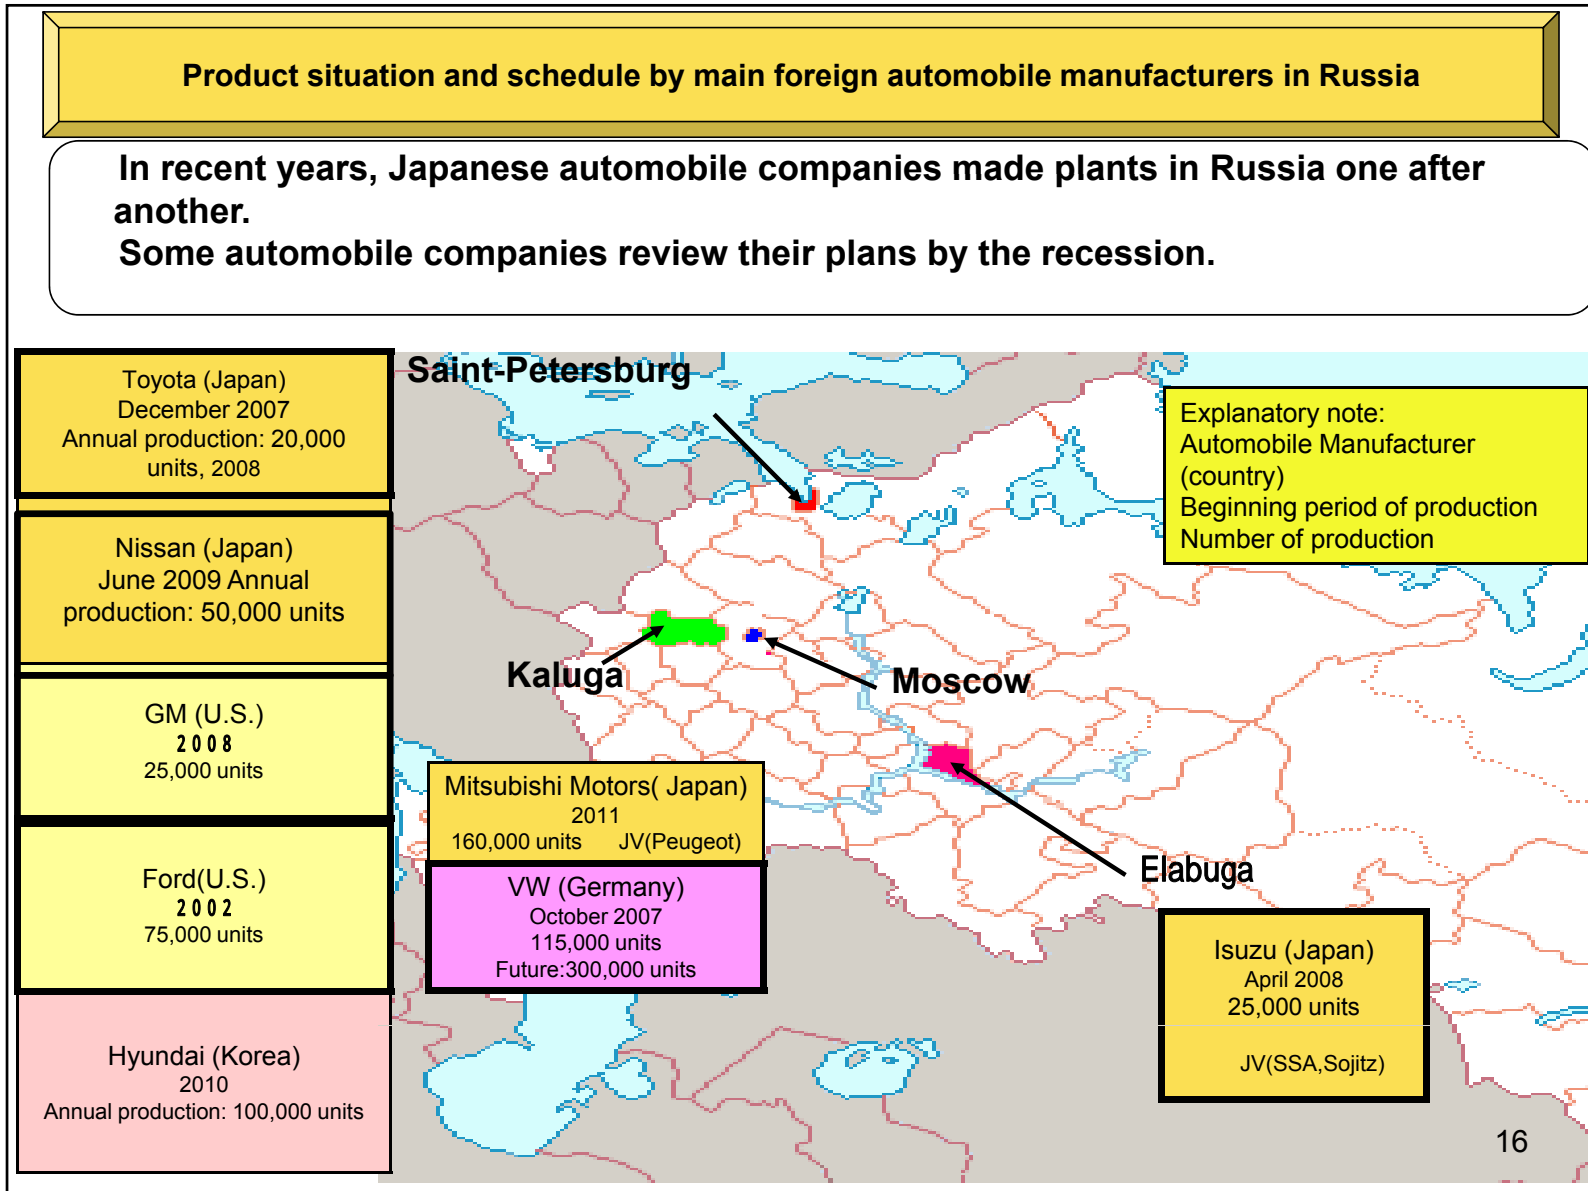 Product situation and schedule by main foreign automobile manufacturers in Russia
In recent years, Japanese automobile companies made plants in Russia one after
another.
Some automobile companies review their plans by the recession.
Toyota (Japan)
December 2007
Annual production: 20,000
units, 2008
Nissan (Japan)
June 2009 Annual
production: 50,000 units
GM (U.S.)
2008
25,000 units
Ford(U.S.)
2002
75,000 units
Hyundai (Korea)
2010
Annual production: 100,000 units
Saint-Petersburg
Explanatory note:
Automobile Manufacturer
(country)
Beginning period of production
Number of production
Kaluga
Moscow
Mitsubishi Motors( Japan)
2011
160,000 units JV(Peugeot)
VW (Germany)
October 2007
115,000 units
Future:300,000 units
Elabuga
Isuzu (Japan)
April 2008
25,000 units
JV(SSA,Sojitz)
16